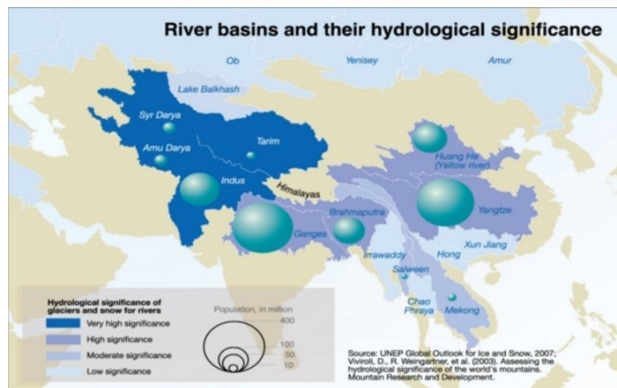 River basins and their hydrological significance
Ob
Yenisey
Amur
Lake Balkhash
Syr Darya
Tarim
Amu Darya
Huang He
(Yellow river)
Indus
Himalayas
Brahmaputra
Yangtze
Ganges
Irrawaddy
Xun Jiang
Hong
Salween
Chao
Phraya
Mekong
Hydrological significance of
glaciers and snow for rivers
Very high significance
High significance
Moderate significance
Low significance
Population, in million
400
100
50
10
Source: UNEP Global Outlook for Ice and Snow, 2007;
Viviroli, D., R. Weingartner, et al. (2003). Assessing the
hydrological significance of the world's mountains.
Mountain Research and Development.